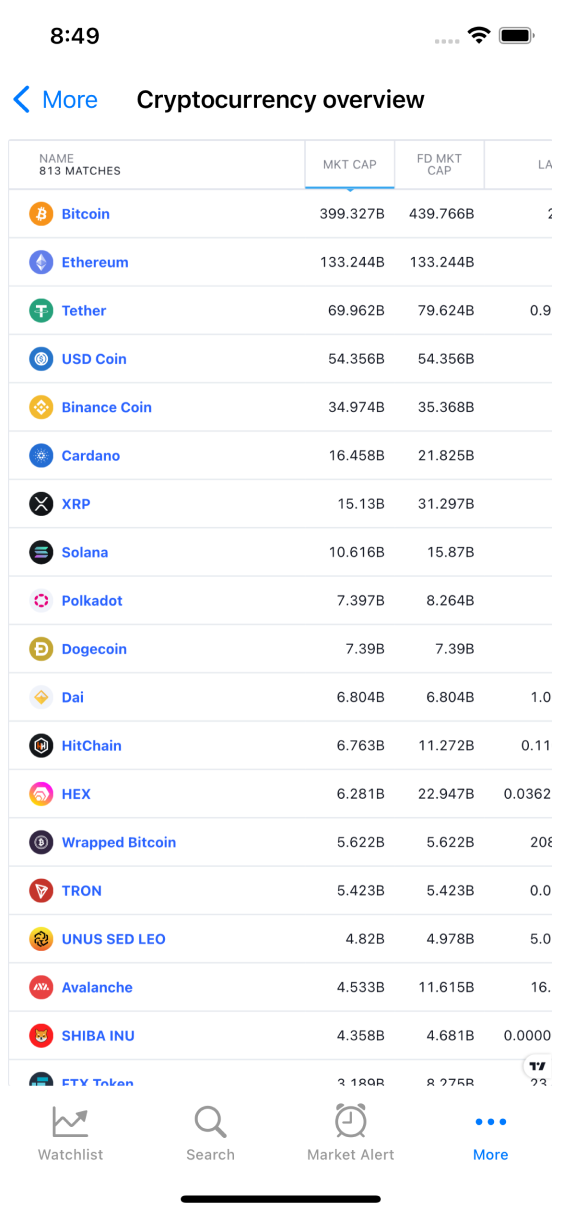 8:49
More Cryptocurrency overview
NAME MKT CAP FD MKT CAP LA
813 MATCHES
Bitcoin 399.327B 439.766B 2
Ethereum 133.244B 133.244B
Tether 69.962B 79.624B 0.9
USD Coin 54.356B 54.356B
Binance Coin 34.974B 35.368B
Cardano 16.458B 21.825B
XRP 15.13B 31.297B
Solana 10.616B 15.87B
Polkadot 7.397B 8.264B
Dogecoin 7.39B 7.39B
Dai 6.804B 6.804B 1.0
HitChain 6.763B 11.272B 0.11
HEX 6.281B 22.947B 0.0362
Wrapped Bitcoin 5.622B 5.622B 208
TRON 5.423B 5.423B 0.0
UNUS SED LEO 4.82B 4.978B 5.0
Avalanche 4.533B 11.615B 16.
SHIBA INU 4.358B 4.681B 0.0000
FTX Token 3.189B 8.275B 23
Watchlist Search Market Alert More